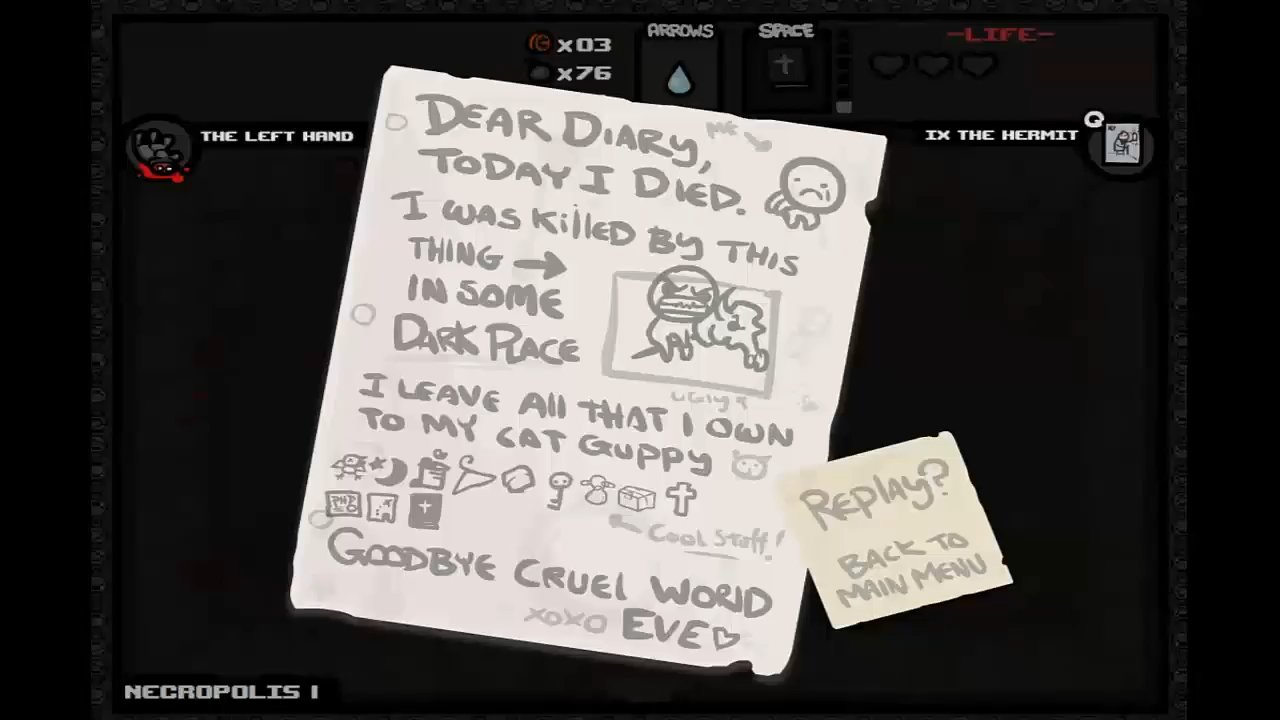 x03
x76
ARROWS
SPACE
-LIFE-
THE LEFT HAND
IX THE HERMIT
Q
DEAR DIARY,
ME
TODAY I DIED.
I WAS KILLED BY THIS
THING →
IN SOME
DARK PLACE
UGLY
I LEAVE ALL THAT I OWN
TO MY CAT GUPPY
COOL STUFF!
GOODBYE CRUEL WORLD
XOXO EVE
REPLAY?
BACK TO
MAIN MENU
NECROPOLIS I